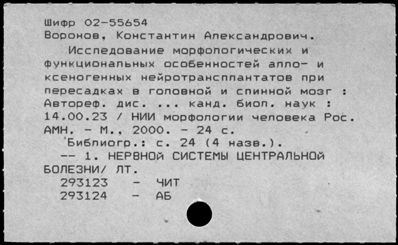 Шифр 02-55654
Воронов, Константин Александрович.
Исследование морфологических и
функциональных особенностей алло- и
ксеногенных нейротрансплантатов при
пересадках в головной и спинной мозг :
Автореф. дис. ... канд. биол. наук :
14.00.23 / НИИ морфологии человека Рос.
АМН. - М., 2000. - 24 с.
Библиогр.: с. 24 (4 назв.).
-- 1. НЕРВНОЙ СИСТЕМЫ ЦЕНТРАЛЬНОЙ
БОЛЕЗНИ/ ЛТ.
293123 - ЧИТ
293124 - АБ